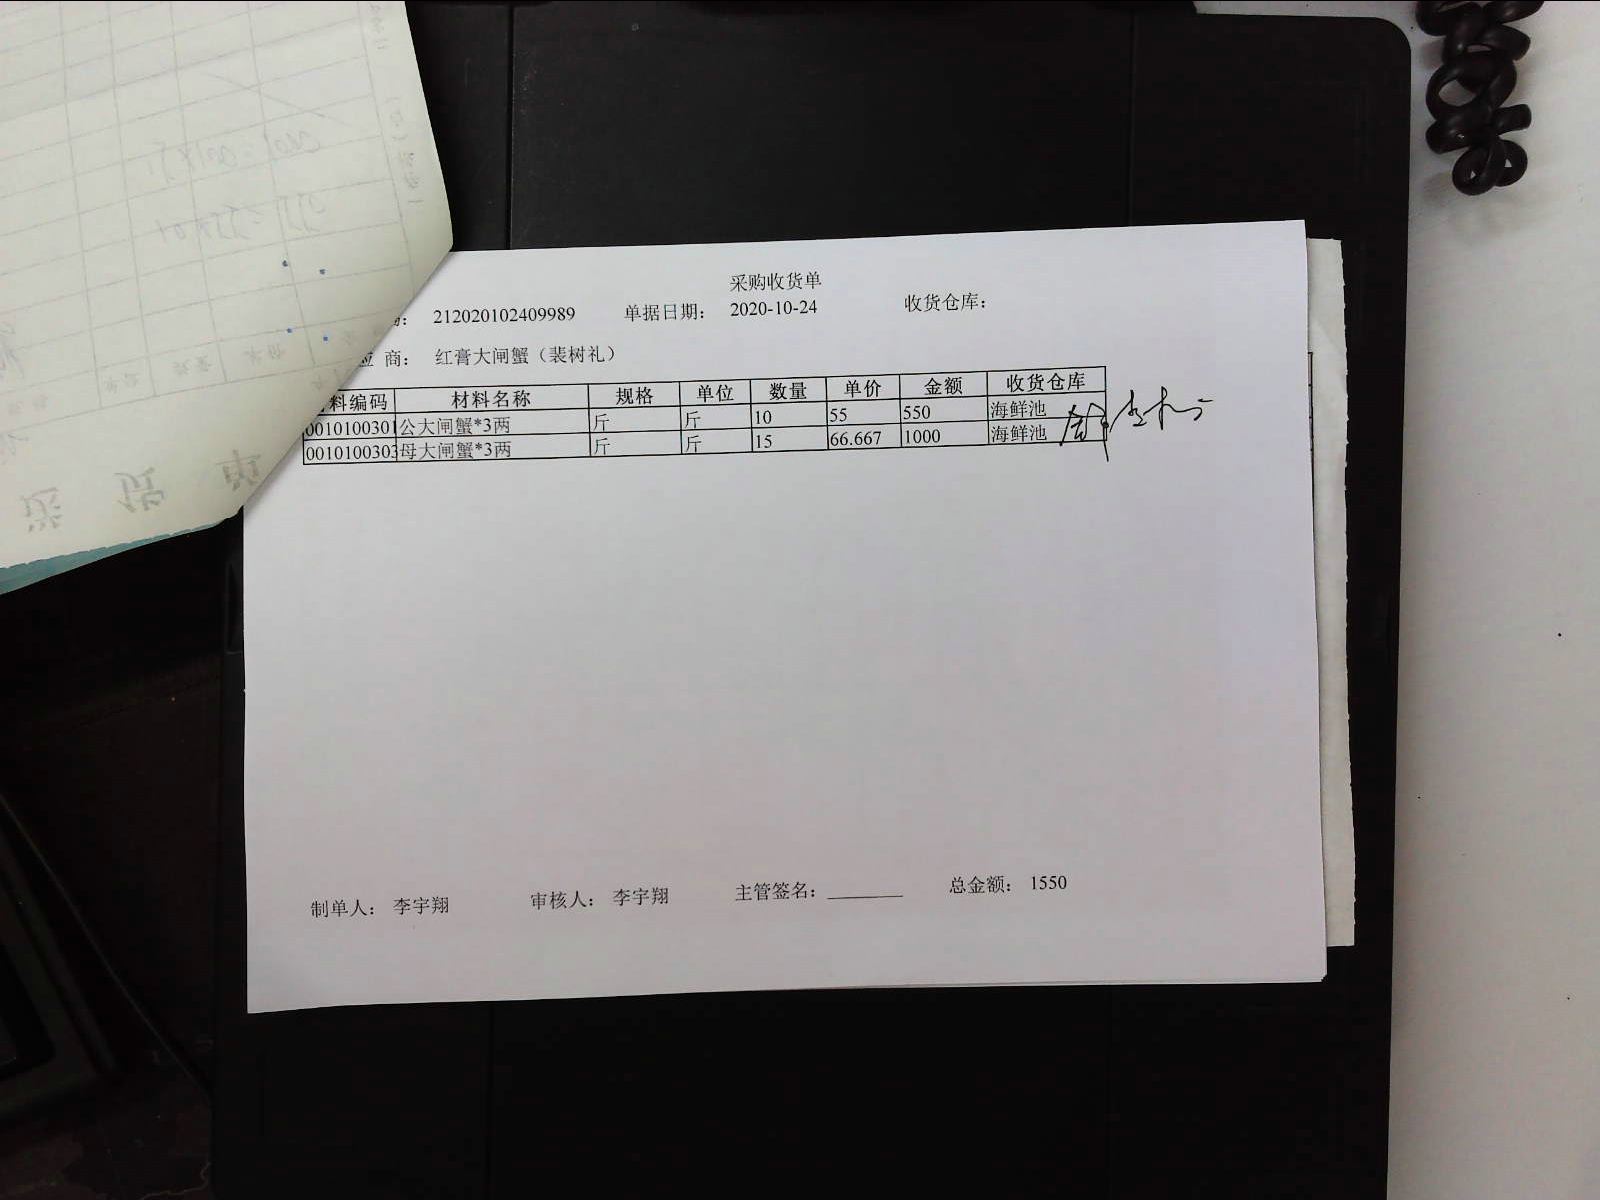 采购收货单
212020102409989 单据日期： 2020-10-24 收货仓库：
商： 红膏大闸蟹（裴树礼）
料编码 材料名称 规格 单位 数量 单价 金额 收货仓库
0010100301 公大闸蟹*3两 斤 斤 10 55 550 海鲜池
0010100303 母大闸蟹*3两 斤 斤 15 66.667 1000 海鲜池
制单人： 李宇翔 审核人： 李宇翔 主管签名： 总金额： 1550
送货单